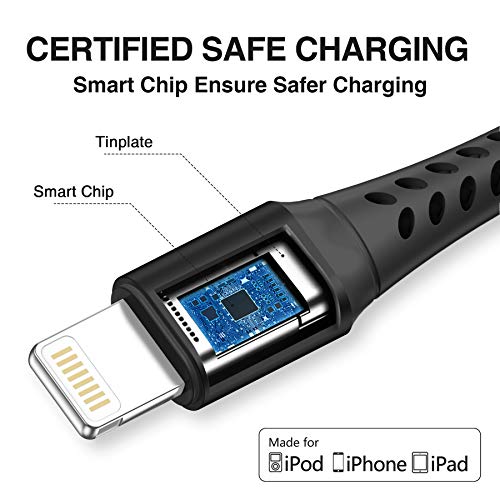 CERTIFIED SAFE CHARGING
Smart Chip Ensure Safer Charging
Tinplate
Smart Chip
Made for
iPod iPhone iPad